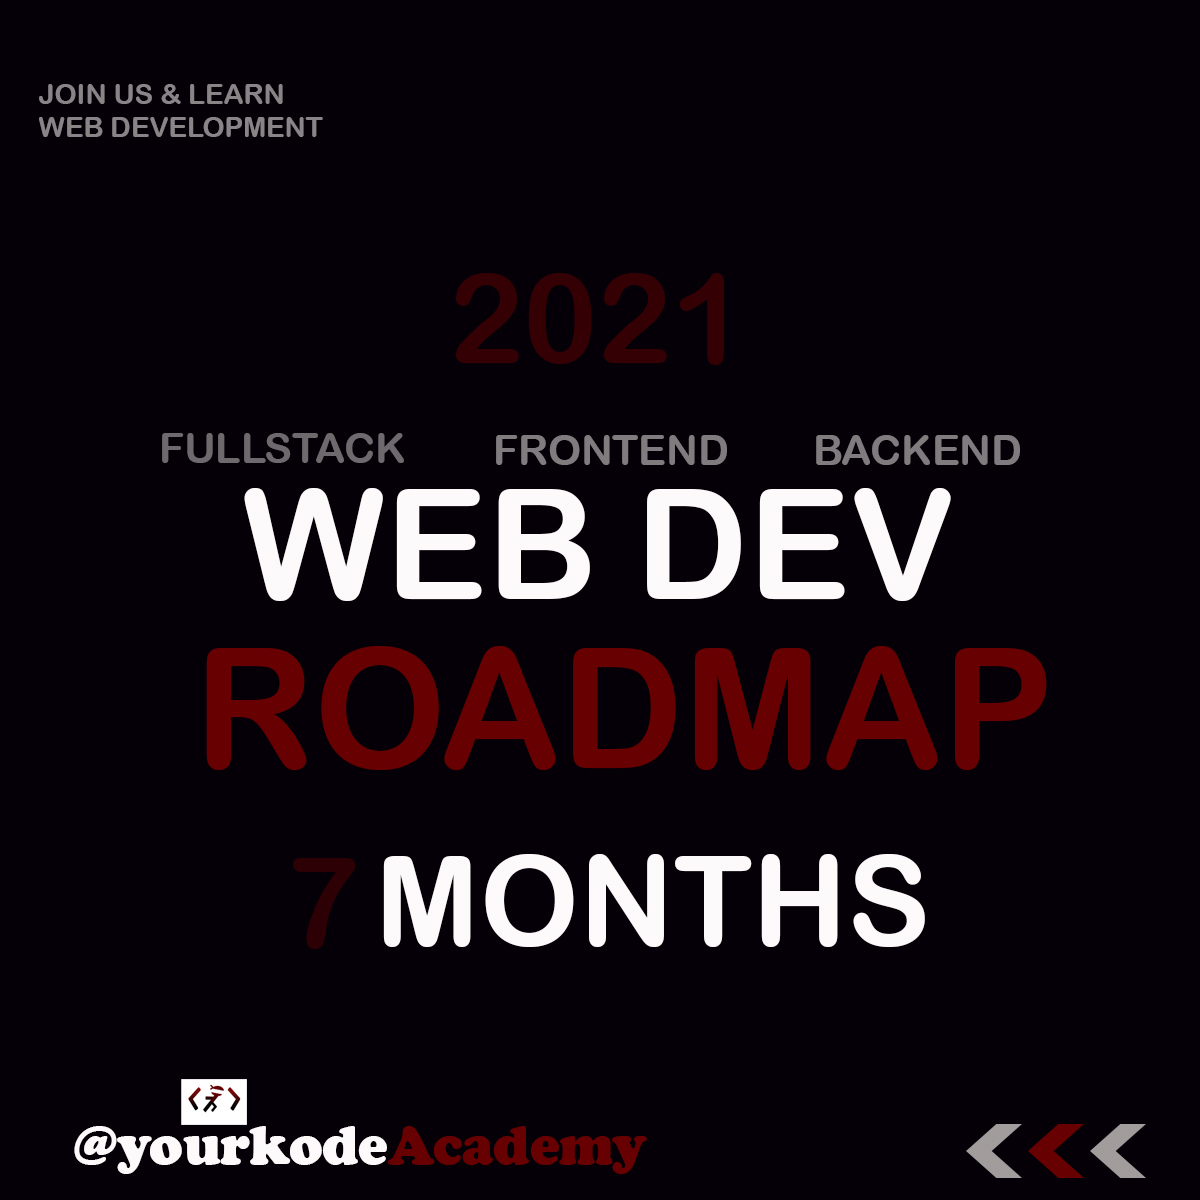 JOIN US & LEARN
WEB DEVELOPMENT
2021
FULLSTACK FRONTEND BACKEND
WEB DEV
ROADMAP
7 MONTHS
@yourkodeAcademy